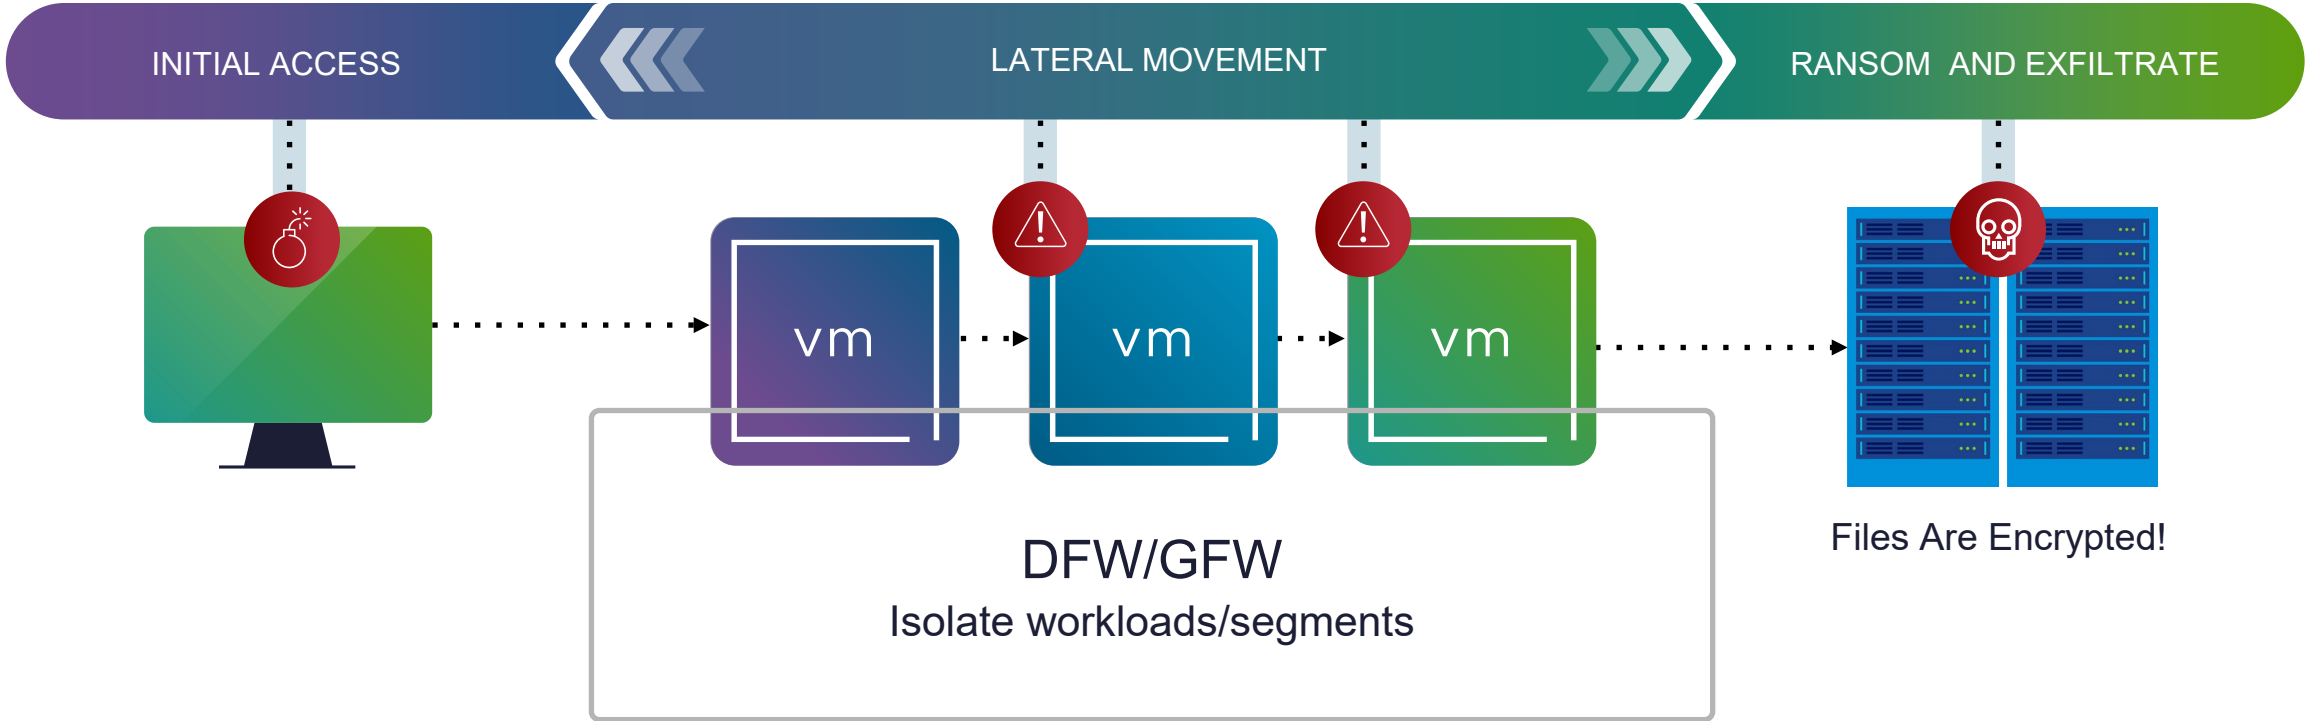 INITIAL ACCESS
LATERAL MOVEMENT
RANSOM AND EXFILTRATE
vm
vm
vm
DFW/GFW
Isolate workloads/segments
Files Are Encrypted!